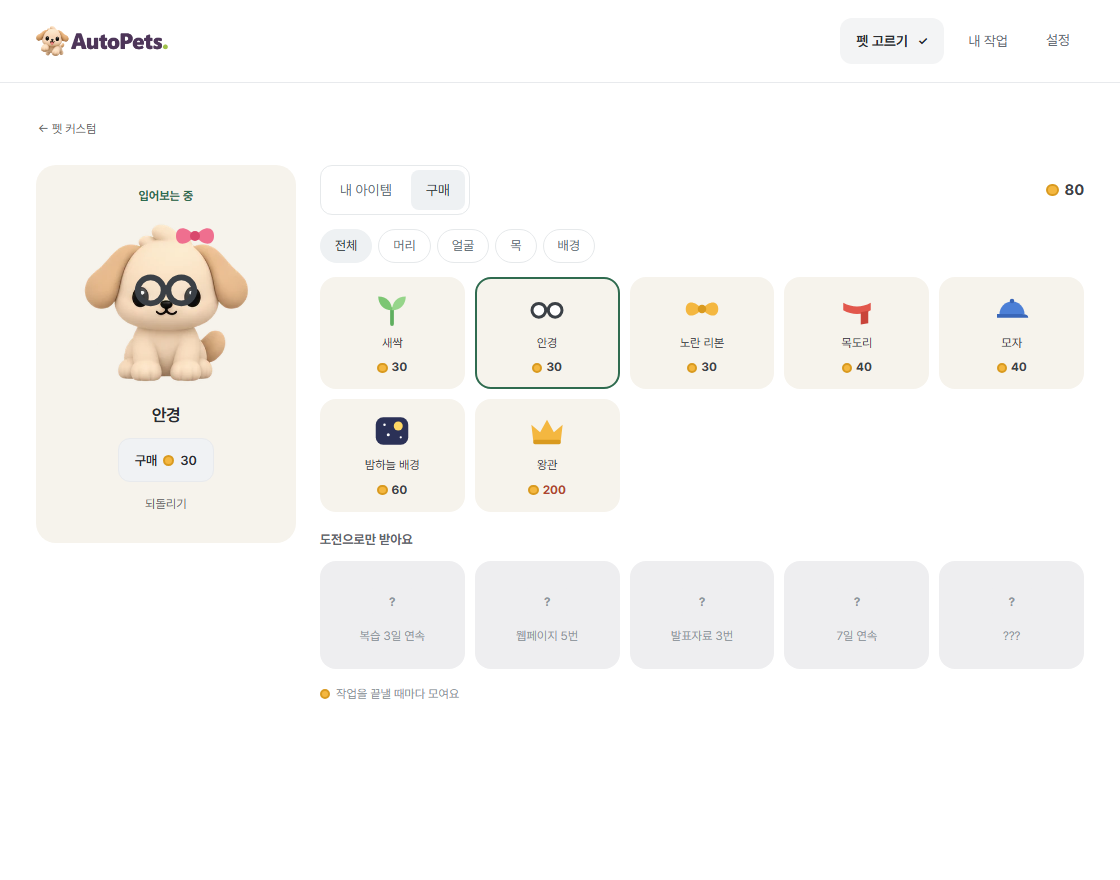 AutoPets.
펫 고르기
내 작업
설정
← 펫 커스텀
입어보는 중
안경
구매 30
되돌리기
내 아이템
구매
80
전체
머리
얼굴
목
배경
새싹
30
안경
30
노란 리본
30
목도리
40
모자
40
밤하늘 배경
60
왕관
200
도전으로만 받아요
?
복습 3일 연속
?
웹페이지 5번
?
발표자료 3번
?
7일 연속
?
???
작업을 끝낼 때마다 모여요